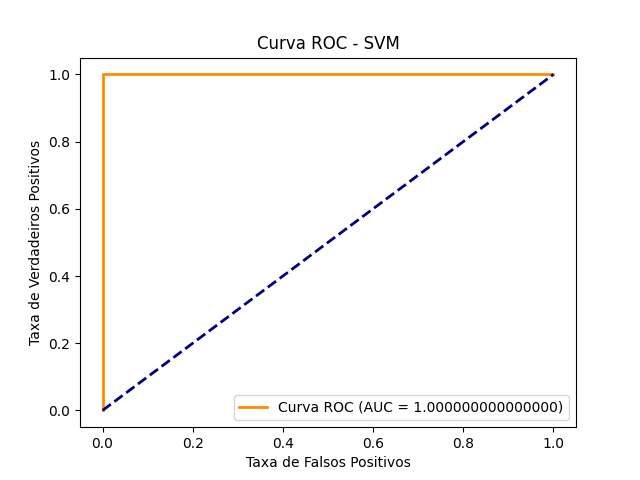 Curva ROC - SVM
Taxa de Verdadeiros Positivos
1.0
0.8
0.6
0.4
0.2
0.0
Curva ROC (AUC = 1.000000000000000)
0.0 0.2 0.4 0.6 0.8 1.0
Taxa de Falsos Positivos